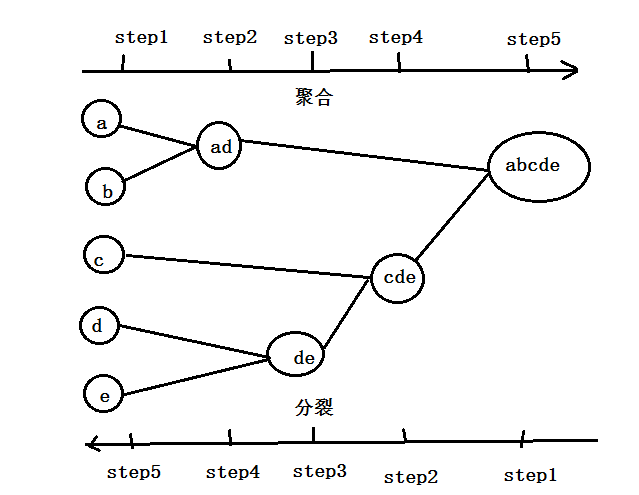 step1 step2 step3 step4 step5
聚合
a
ad
b
abcde
c
cde
d
de
e
分裂
step5 step4 step3 step2 step1